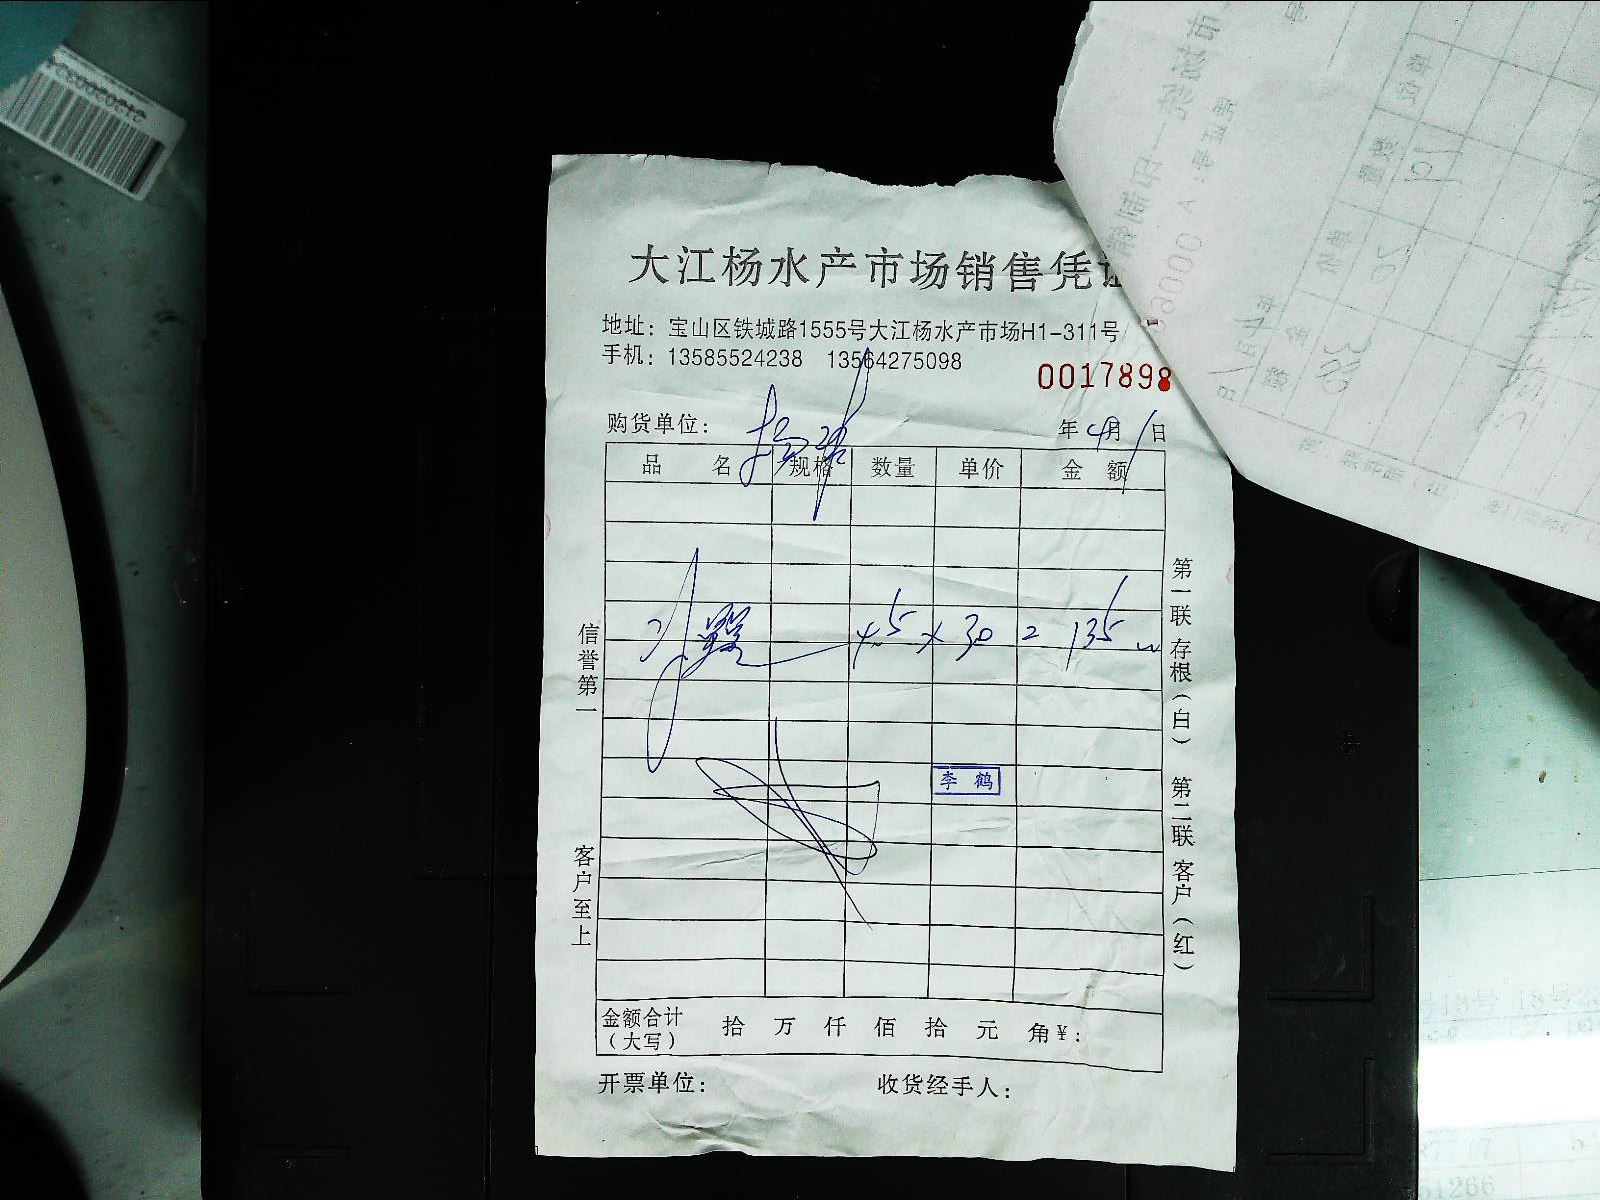 大江杨水产市场销售凭证
地址：宝山区铁城路1555号大江杨水产市场H1-311号
手机：13585524238 13564275098
0017898
购货单位： 年4月1日
品 名 规格 数量 单价 金 额
4.5 × 30 = 135
李 鹤
金额合计（大写） 拾 万 仟 佰 拾 元 角 ¥：
开票单位： 收货经手人：
信誉第一 客户至上
第一联 存根（白） 第二联 客户（红）